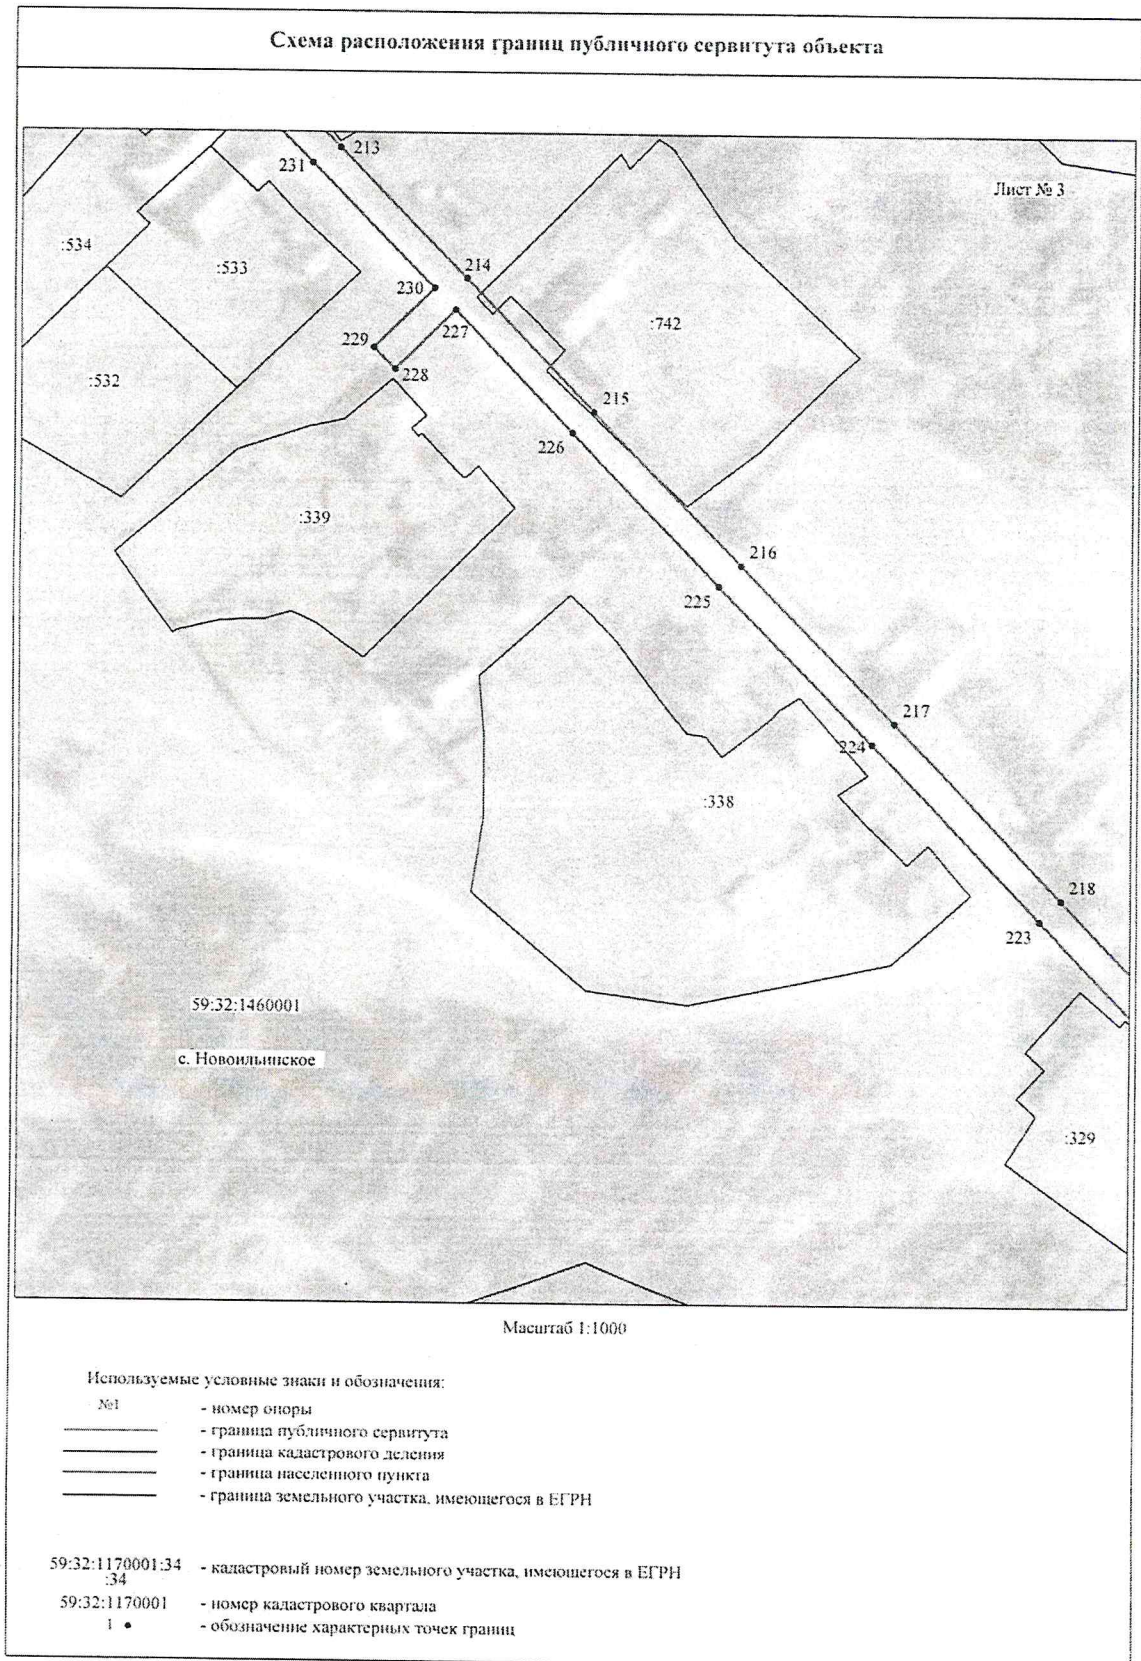 Схема расположения границ публичного сервитута объекта
213
231
Лист № 3
:534
:533
214
230
227
:742
229
228
:532
215
226
:339
216
225
217
224
:338
218
223
59:32:1460001
с. Новоильинское
:329
Масштаб 1:1000
Используемые условные знаки и обозначения:
№1 - номер опоры
- граница публичного сервитута
- граница кадастрового деления
- граница населенного пункта
- граница земельного участка, имеющегося в ЕГРН
59:32:1170001:34 - кадастровый номер земельного участка, имеющегося в ЕГРН
:34
59:32:1170001 - номер кадастрового квартала
1 - обозначение характерных точек границ